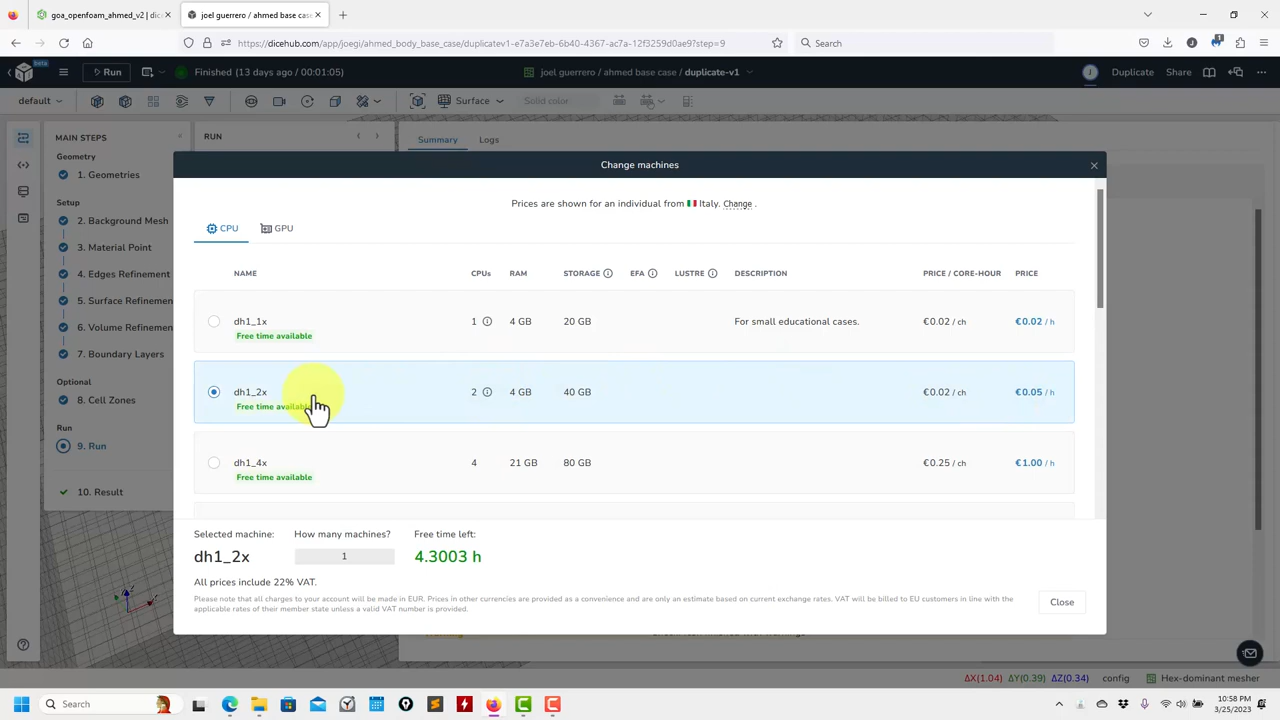 goa_openfoam_ahmed_v2 | dice
joel guerrero / ahmed base case
https://dicehub.com/app/joegi/ahmed_body_base_case/duplicatev1-e7a3e7eb-6b40-4367-ac7a-12f3259d0ae9?step=9
Search
beta
Run
Finished (13 days ago / 00:01:05)
joel guerrero / ahmed base case / duplicate-v1
J
Duplicate
Share
default
Surface
Solid color
MAIN STEPS
RUN
Summary
Logs
Geometry
1. Geometries
Setup
2. Background Mesh
3. Material Point
4. Edges Refinement
5. Surface Refinemen
6. Volume Refinemen
7. Boundary Layers
Optional
8. Cell Zones
Run
9. Run
10. Result
Change machines
Prices are shown for an individual from Italy. Change .
CPU
GPU
NAME CPUs RAM STORAGE EFA LUSTRE DESCRIPTION PRICE / CORE-HOUR PRICE
dh1_1x 1 4 GB 20 GB For small educational cases. €0.02 / ch €0.02 / h
Free time available
dh1_2x 2 4 GB 40 GB €0.02 / ch €0.05 / h
Free time available
dh1_4x 4 21 GB 80 GB €0.25 / ch €1.00 / h
Free time available
Selected machine: How many machines? Free time left:
dh1_2x 1 4.3003 h
All prices include 22% VAT.
Please note that all charges to your account will be made in EUR. Prices in other currencies are provided as a convenience and are only an estimate based on current exchange rates. VAT will be billed to EU customers in line with the
applicable rates of their member state unless a valid VAT number is provided.
Close
ΔX(1.04) ΔY(0.39) ΔZ(0.34) config Hex-dominant mesher
Search
10:58 PM
3/25/2023